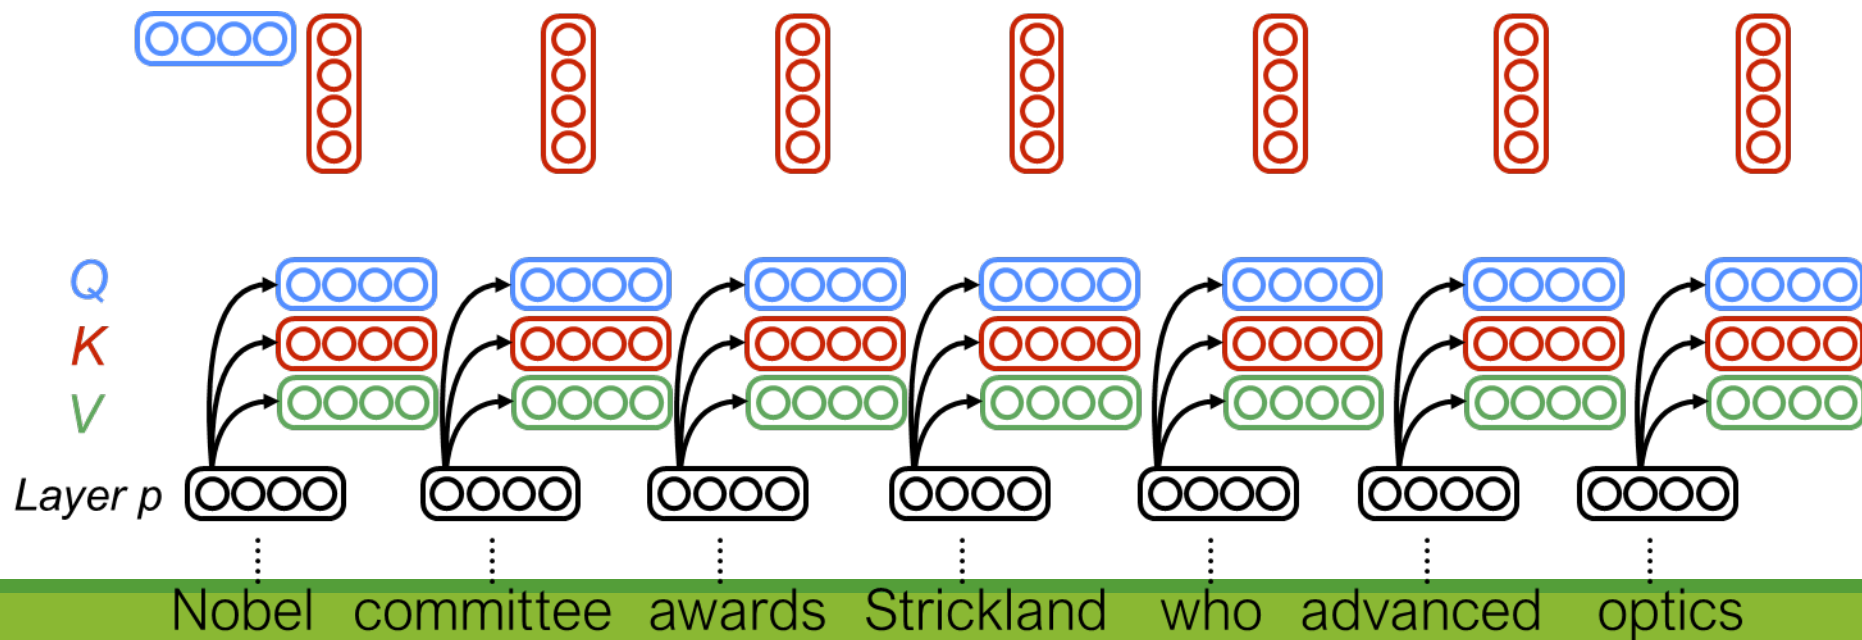 Q
K
V
Layer p
Nobel committee awards Strickland who advanced optics